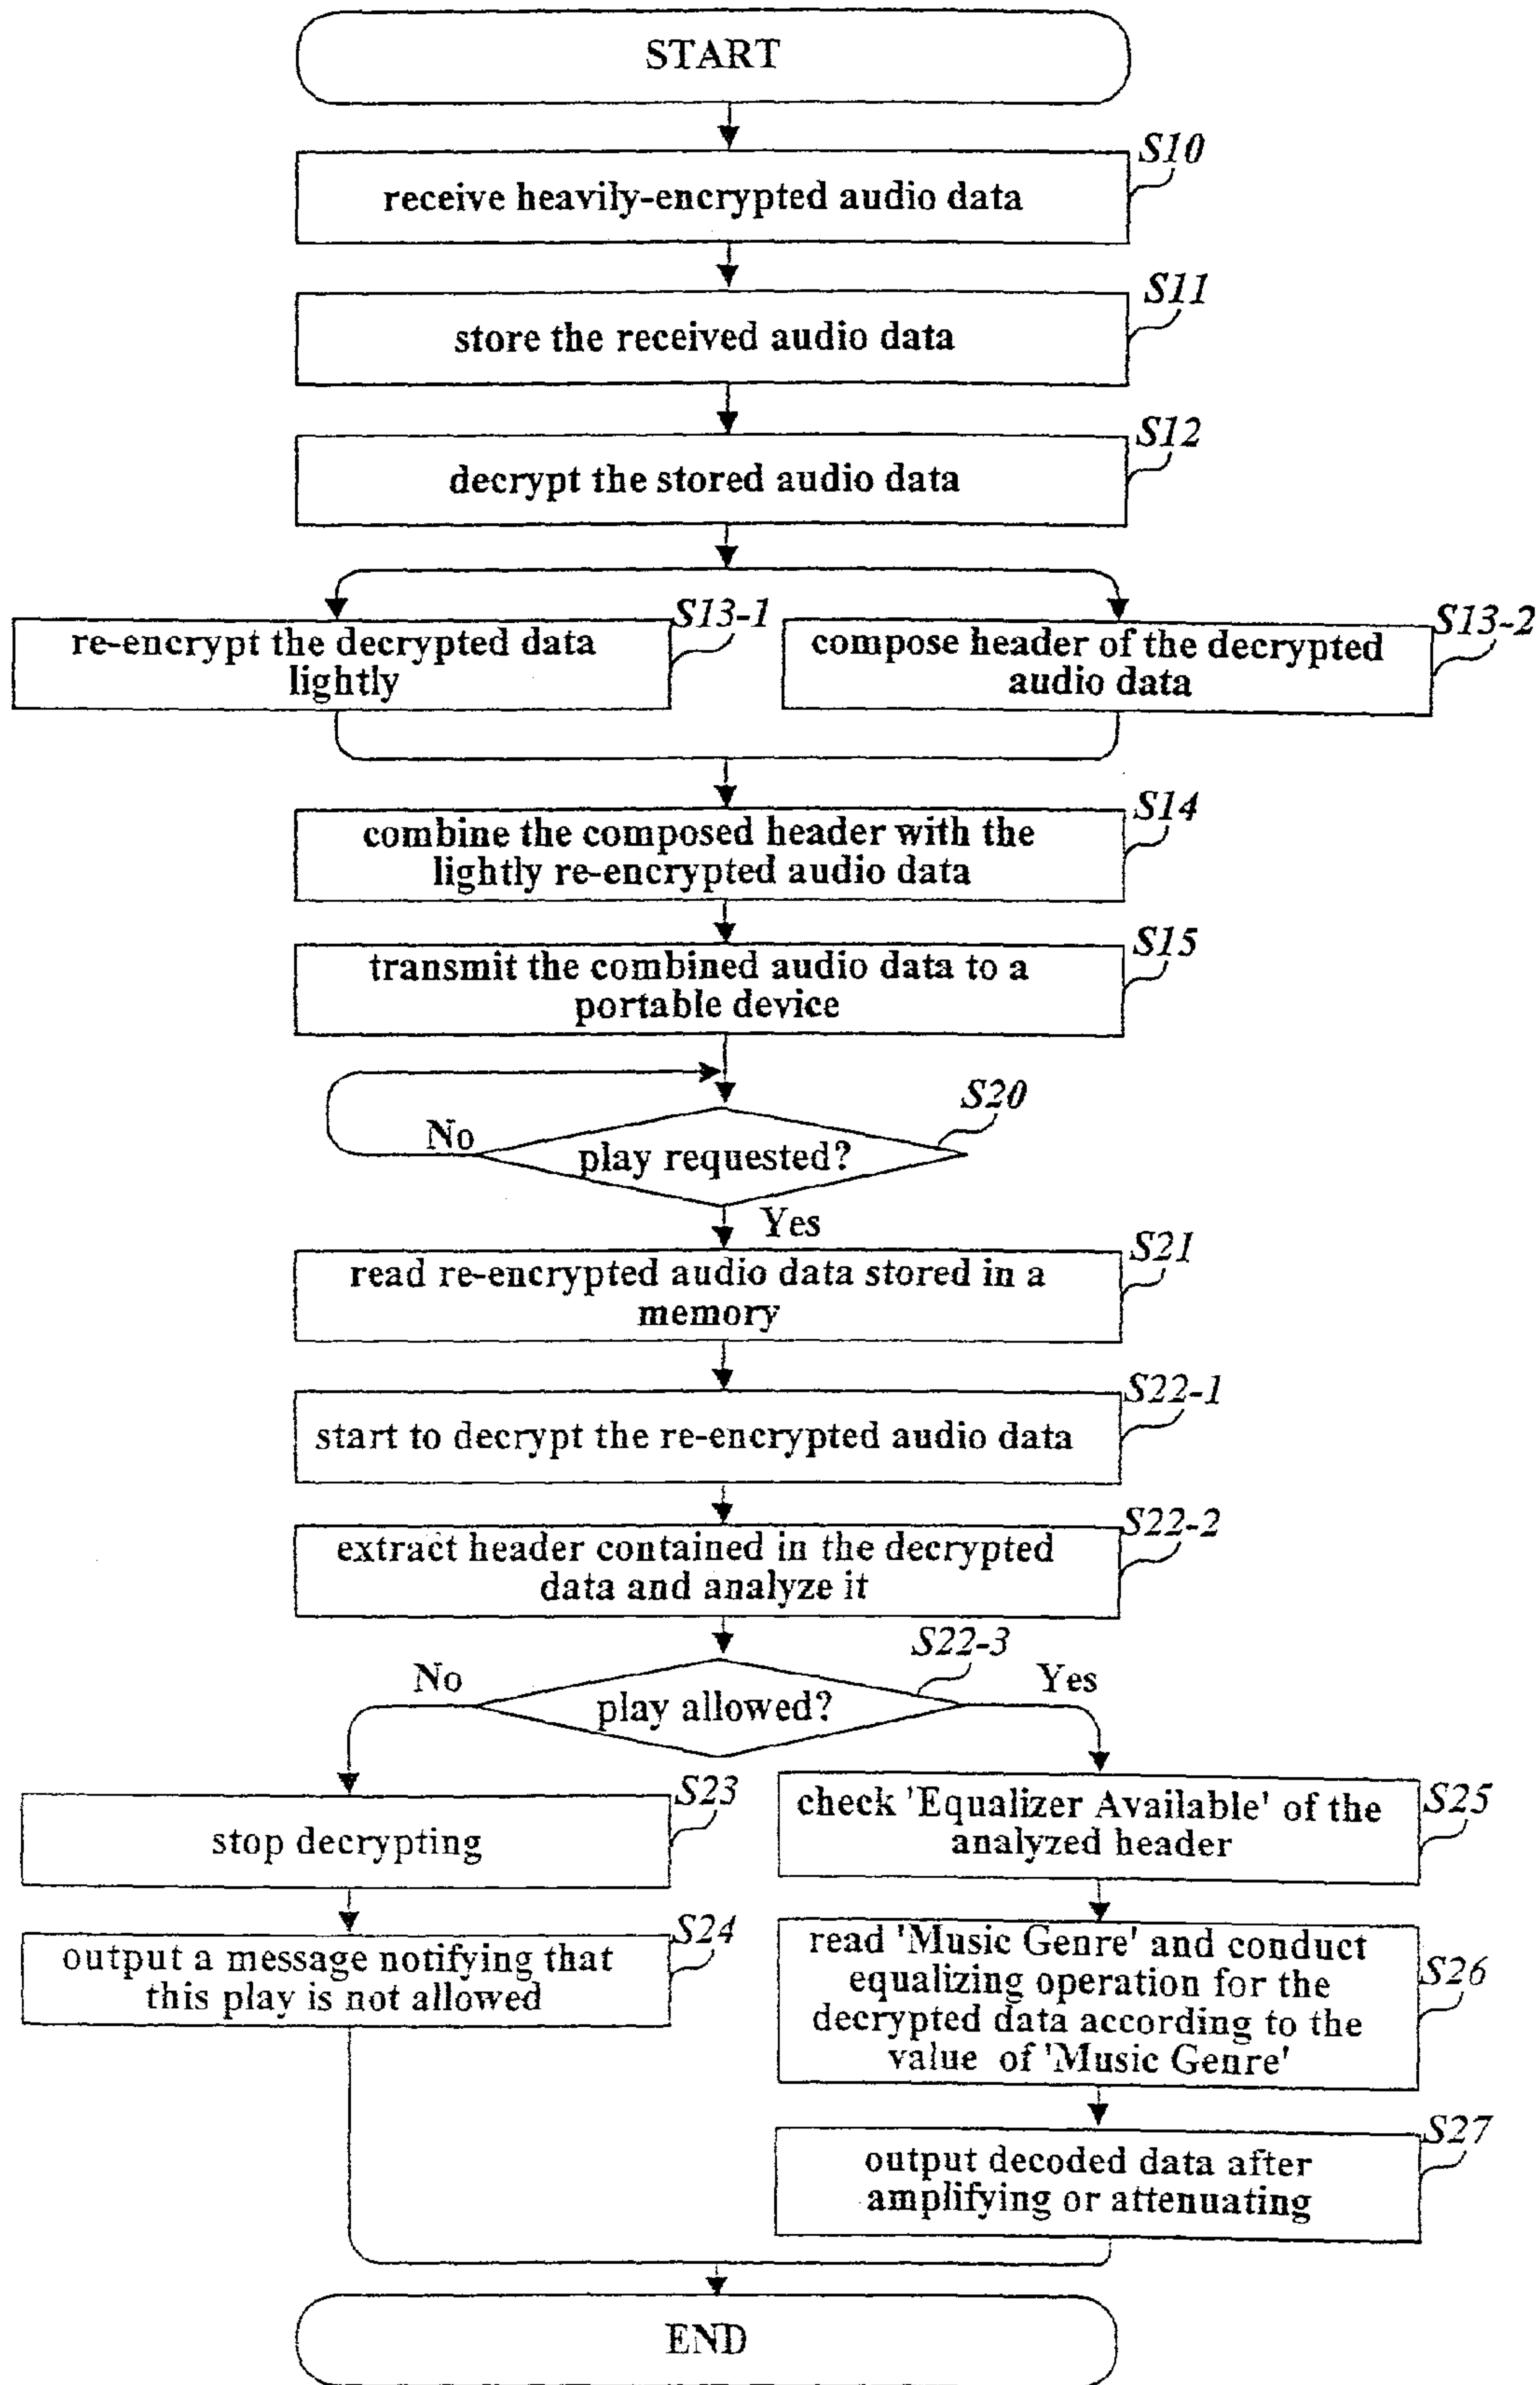 START
S10
receive heavily-encrypted audio data
S11
store the received audio data
S12
decrypt the stored audio data
S13-1
re-encrypt the decrypted data
lightly
S13-2
compose header of the decrypted
audio data
S14
combine the composed header with the
lightly re-encrypted audio data
S15
transmit the combined audio data to a
portable device
S20
No
play requested?
Yes
S21
read re-encrypted audio data stored in a
memory
S22-1
start to decrypt the re-encrypted audio data
S22-2
extract header contained in the decrypted
data and analyze it
S22-3
No
Yes
play allowed?
S23
stop decrypting
S24
output a message notifying that
this play is not allowed
S25
check 'Equalizer Available' of the
analyzed header
S26
read 'Music Genre' and conduct
equalizing operation for the
decrypted data according to the
value of 'Music Genre'
S27
output decoded data after
amplifying or attenuating
END